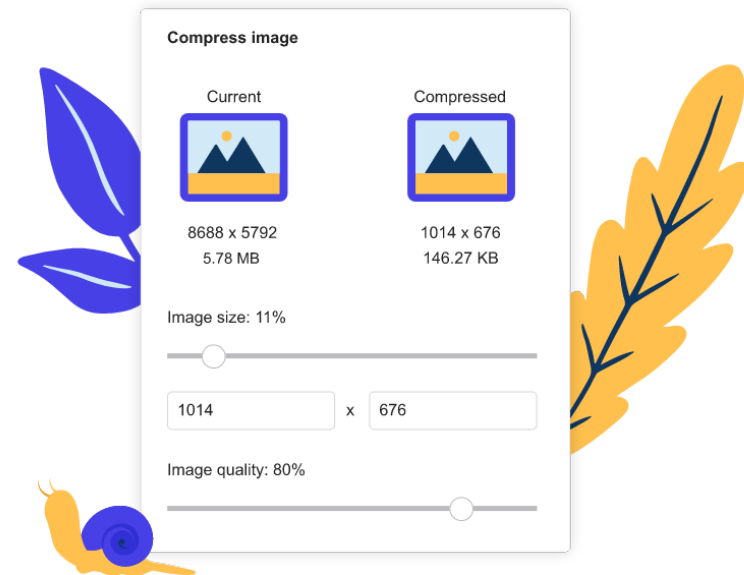 Compress image
Current Compressed
8688 x 5792 1014 x 676
5.78 MB 146.27 KB
Image size: 11%
1014 x 676
Image quality: 80%